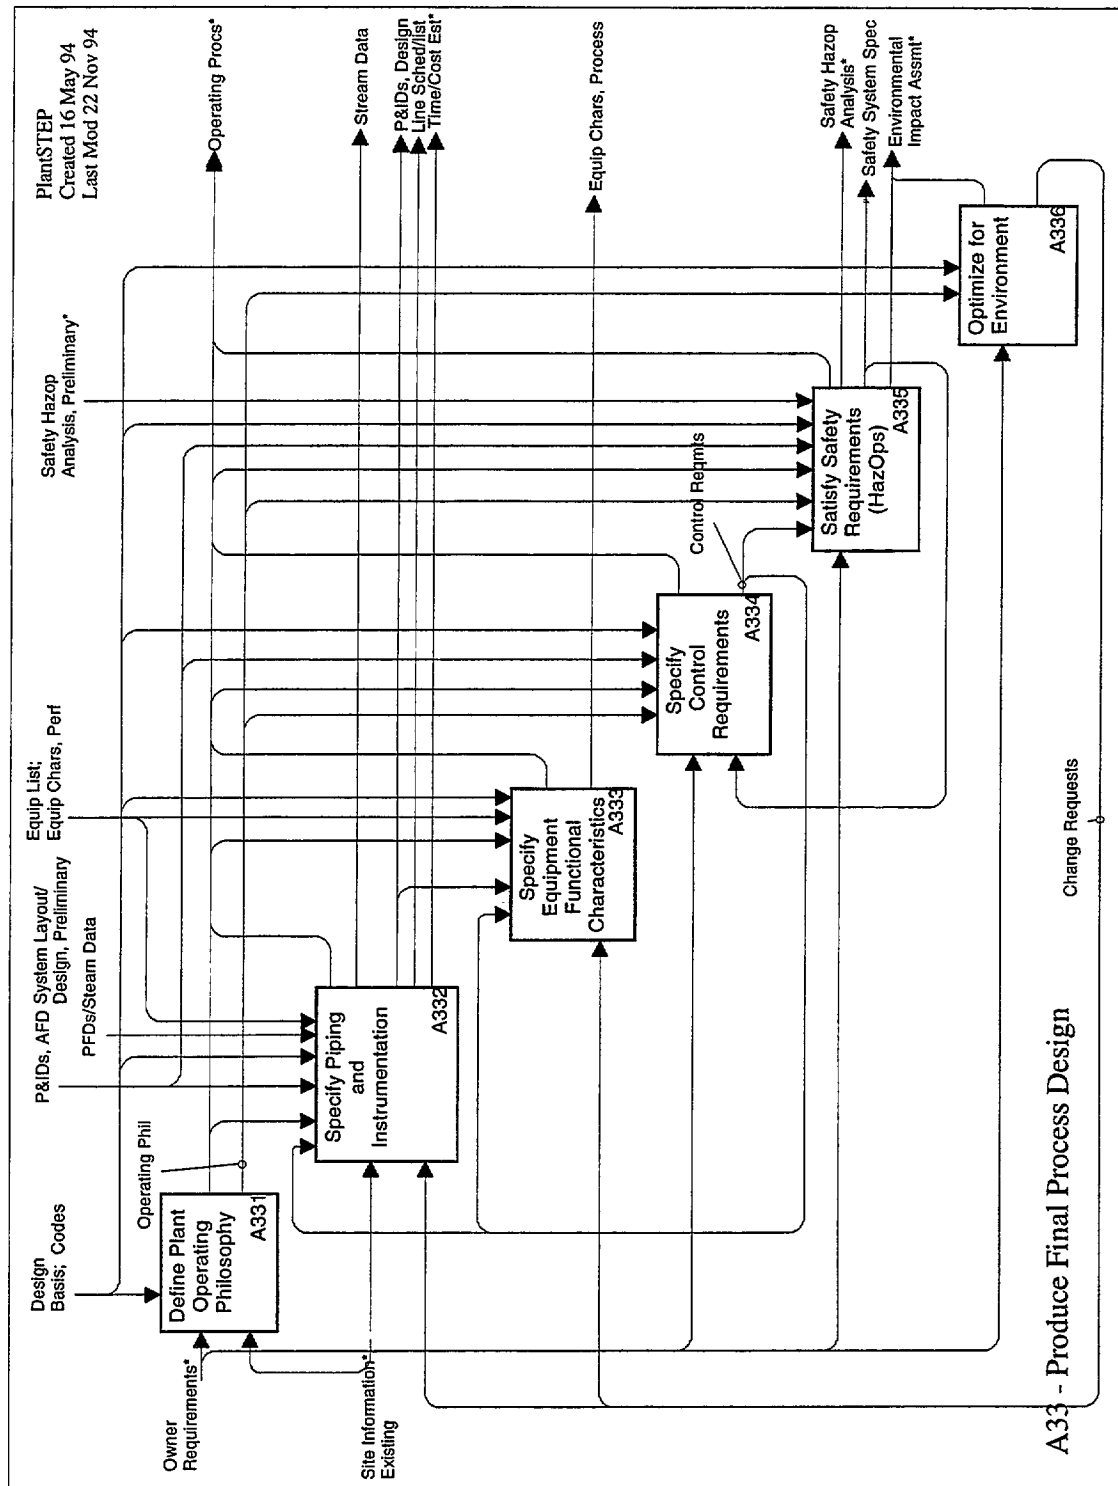 PlantSTEP
Created 16 May 94
Last Mod 22 Nov 94
Design
Basis; Codes
P&IDs, AFD System Layout/
Design, Preliminary
PFDs/Steam Data
Equip List;
Equip Chars, Perf
Safety Hazop
Analysis, Preliminary*
Operating Procs*
Stream Data
P&IDs, Design
Line Sched/list
Time/Cost Est*
Equip Chars, Process
Safety Hazop
Analysis*
Safety System Spec
Environmental
Impact Assmt*
Owner
Requirements*
Site Information*
Existing
Define Plant
Operating
Philosophy
A331
Operating Phil
Specify Piping
and
Instrumentation
A332
Specify
Equipment
Functional
Characteristics
A333
Specify
Control
Requirements
A334
Control Reqmts
Satisfy Safety
Requirements
(HazOps)
A335
Optimize for
Environment
A336
Change Requests
A33 - Produce Final Process Design